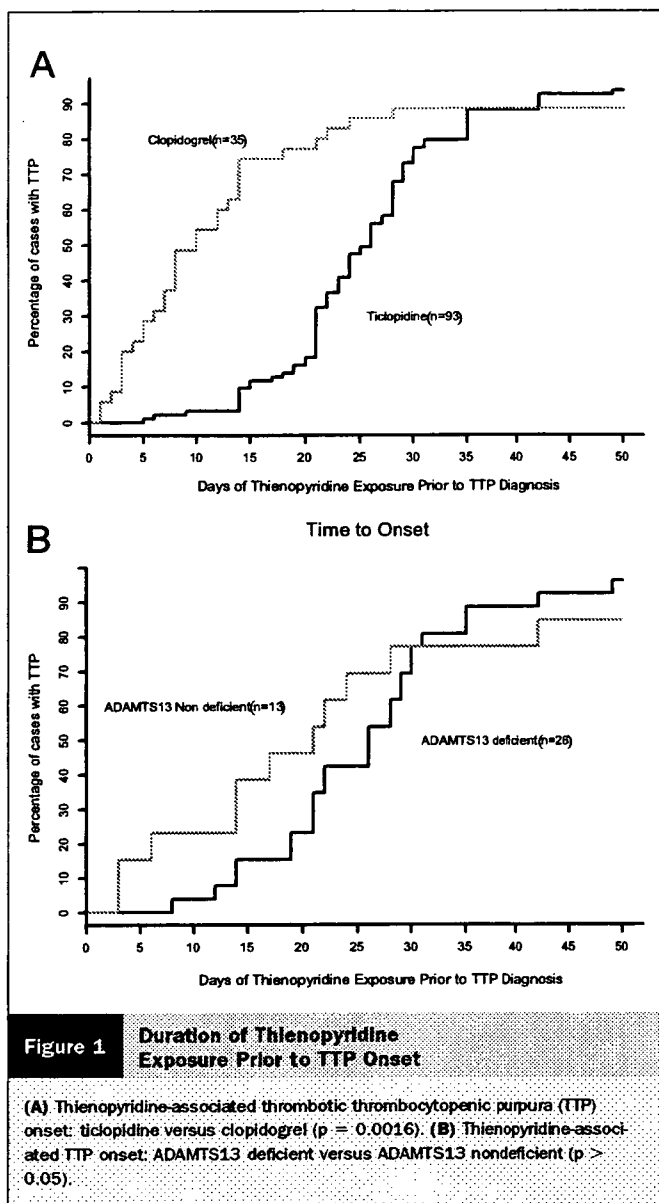 A
Percentage of cases with TTP
90
80
70
60
50
40
30
20
10
0
Clopidogrel(n=35)
Ticlopidine(n=93)
0 5 10 15 20 25 30 35 40 45 50
Days of Thienopyridine Exposure Prior to TTP Diagnosis
Time to Onset
B
Percentage of cases with TTP
90
80
70
60
50
40
30
20
10
0
ADAMTS13 Non deficient(n=13)
ADAMTS13 deficient(n=26)
0 5 10 15 20 25 30 35 40 45 50
Days of Thienopyridine Exposure Prior to TTP Diagnosis
Figure 1
Duration of Thienopyridine
Exposure Prior to TTP Onset
(A) Thienopyridine-associated thrombotic thrombocytopenic purpura (TTP)
onset: ticlopidine versus clopidogrel (p = 0.0016). (B) Thienopyridine-associ-
ated TTP onset: ADAMTS13 deficient versus ADAMTS13 nondeficient (p >
0.05).